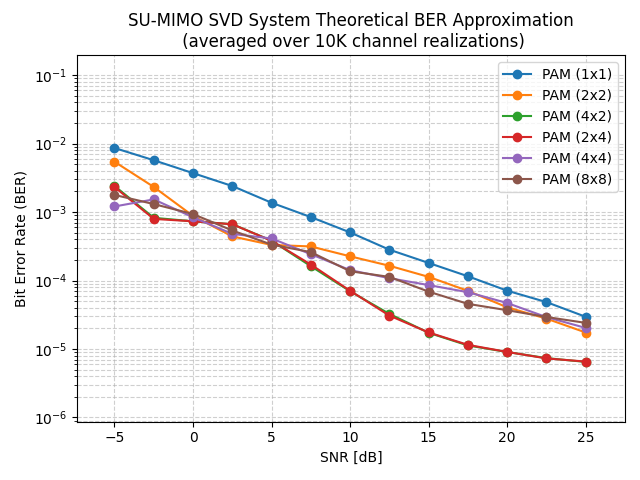 SU-MIMO SVD System Theoretical BER Approximation
(averaged over 10K channel realizations)
PAM (1x1)
PAM (2x2)
PAM (4x2)
PAM (2x4)
PAM (4x4)
PAM (8x8)
Bit Error Rate (BER)
10⁻¹
10⁻²
10⁻³
10⁻⁴
10⁻⁵
10⁻⁶
−5 0 5 10 15 20 25
SNR [dB]